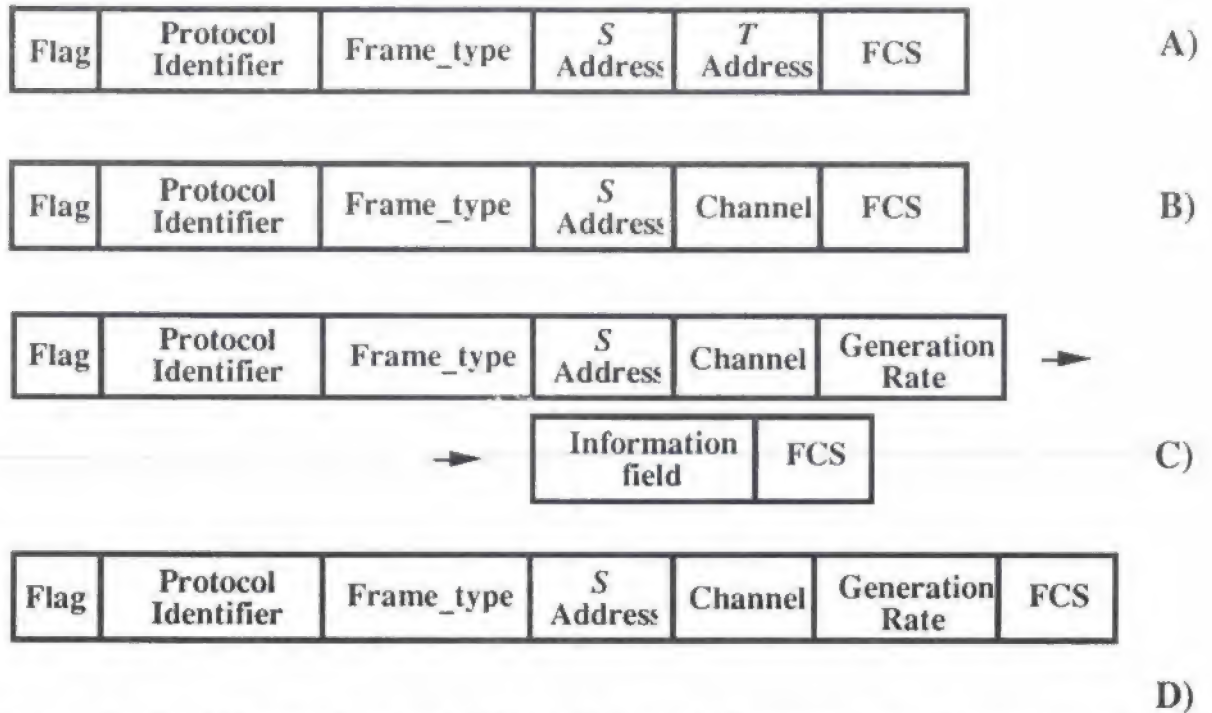 Flag Protocol Identifier Frame_type S Address T Address FCS A)
Flag Protocol Identifier Frame_type S Address Channel FCS B)
Flag Protocol Identifier Frame_type S Address Channel Generation Rate
Information field FCS C)
Flag Protocol Identifier Frame_type S Address Channel Generation Rate FCS
D)